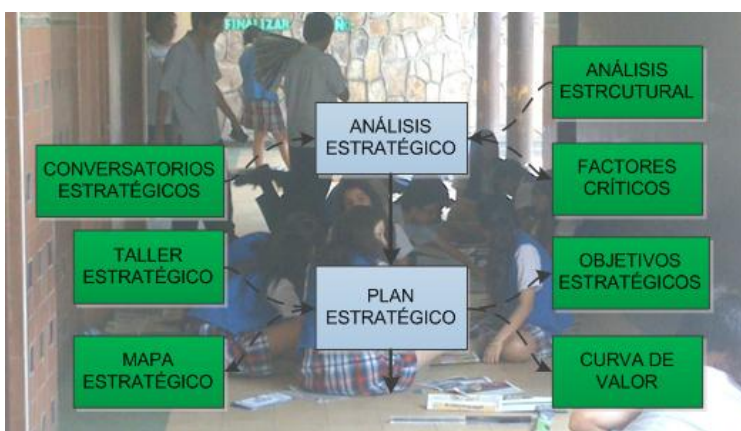 FINALIZAR
ANÁLISIS
ESTRATÉGICO
ANÁLISIS
ESTRCUTURAL
CONVERSATORIOS
ESTRATÉGICOS
FACTORES
CRÍTICOS
TALLER
ESTRATÉGICO
PLAN
ESTRATÉGICO
OBJETIVOS
ESTRATÉGICOS
MAPA
ESTRATÉGICO
CURVA DE
VALOR